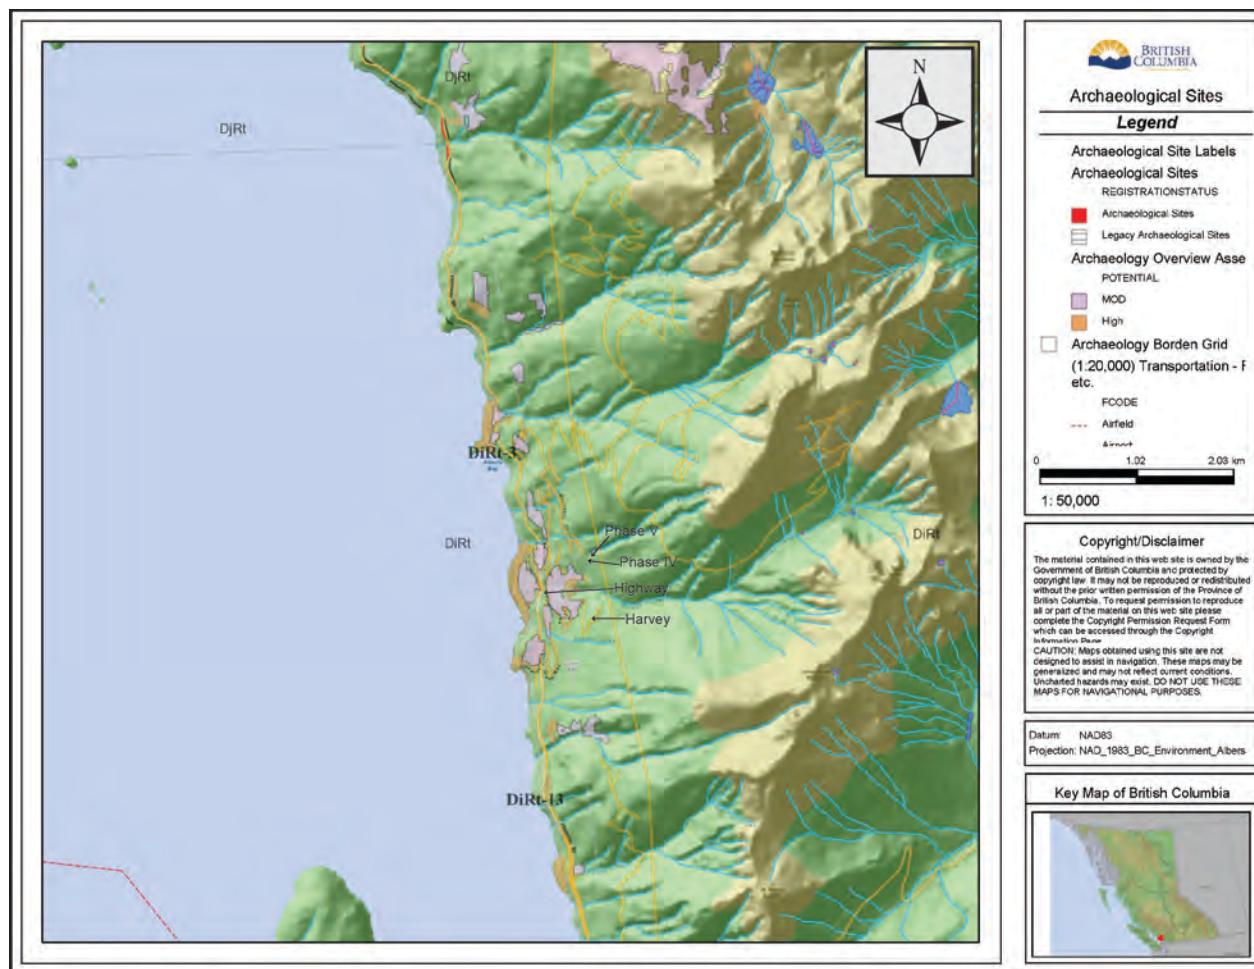 DjRt
DjRt
N
DiRt-3
DiRt
DiRt
Phase V
Phase IV
Highway
Harvey
DiRt-13
BRITISH
COLUMBIA
Archaeological Sites
Legend
Archaeological Site Labels
Archaeological Sites
REGISTRATIONSTATUS
Archaeological Sites
Legacy Archaeological Sites
Archaeology Overview Asse
POTENTIAL
MOD
High
Archaeology Borden Grid
(1:20,000) Transportation - F
etc.
FCODE
Airfield
Airport
0 1.02 2.03 km
1: 50,000
Copyright/Disclaimer
The material contained in this web site is owned by the
Government of British Columbia and protected by
copyright law. It may not be reproduced or redistributed
without the prior written permission of the Province of
British Columbia. To request permission to reproduce
all or part of the material on this web site please
complete the Copyright Permission Request Form
which can be accessed through the Copyright
Information Page.
CAUTION: Maps obtained using this site are not
designed to assist in navigation. These maps may be
generalized and may not reflect current conditions.
Uncharted hazards may exist. DO NOT USE THESE
MAPS FOR NAVIGATIONAL PURPOSES.
Datum: NAD83
Projection: NAD_1983_BC_Environment_Albers
Key Map of British Columbia